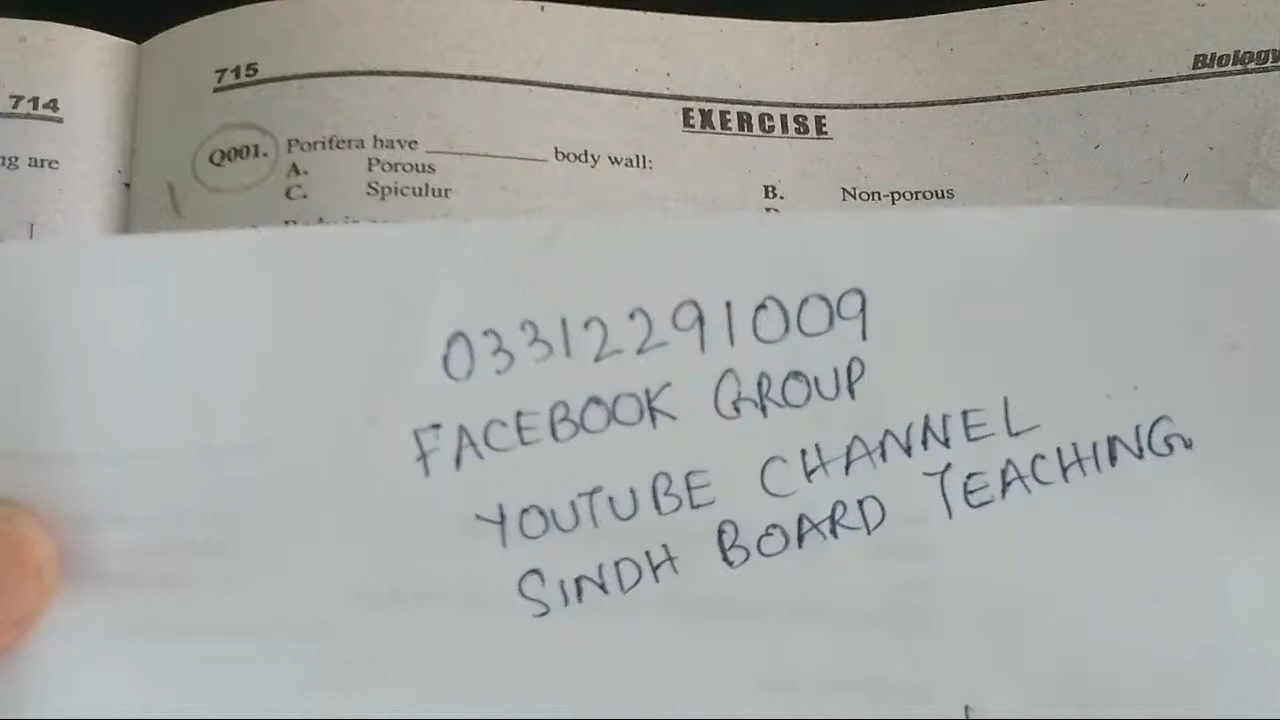 715
Biology
714
EXERCISE
ng are
Q001. Porifera have __________ body wall:
A. Porous
B. Non-porous
C. Spiculur
03312291009
FACEBOOK GROUP
YOUTUBE CHANNEL
SINDH BOARD TEACHING.